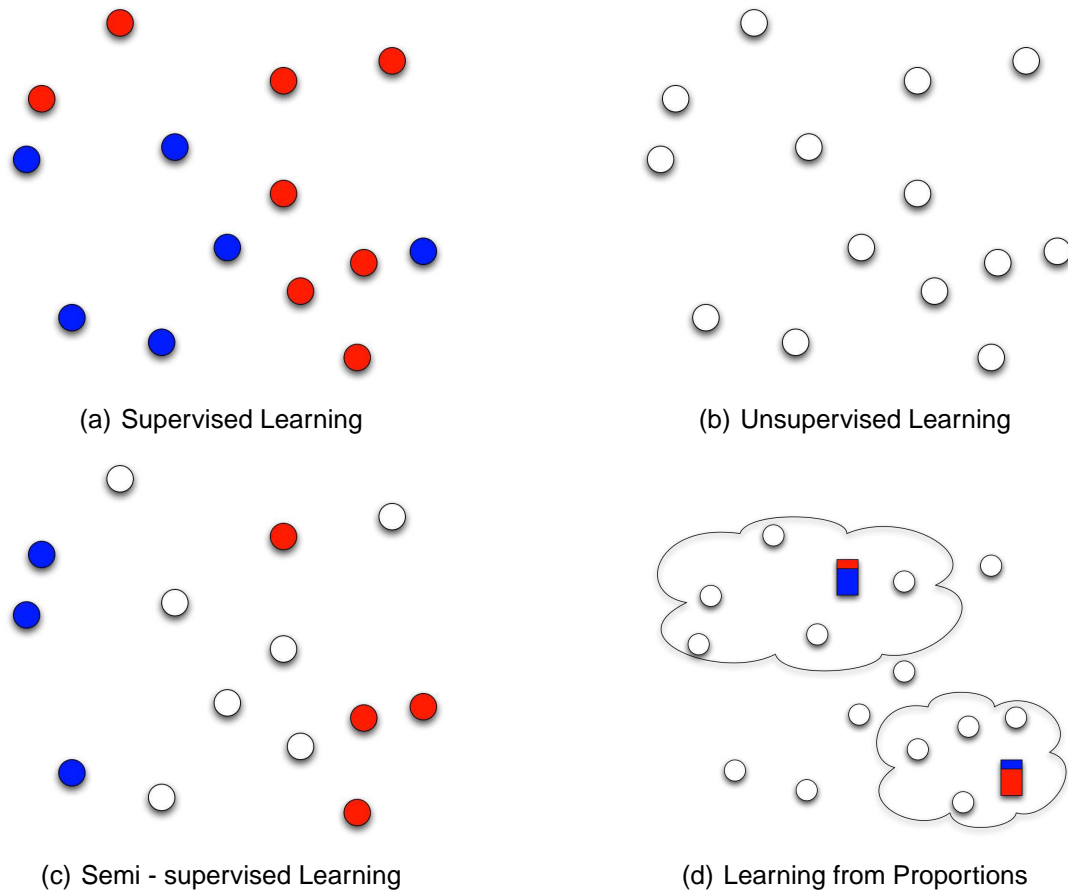 (a) Supervised Learning
(b) Unsupervised Learning
(c) Semi - supervised Learning
(d) Learning from Proportions